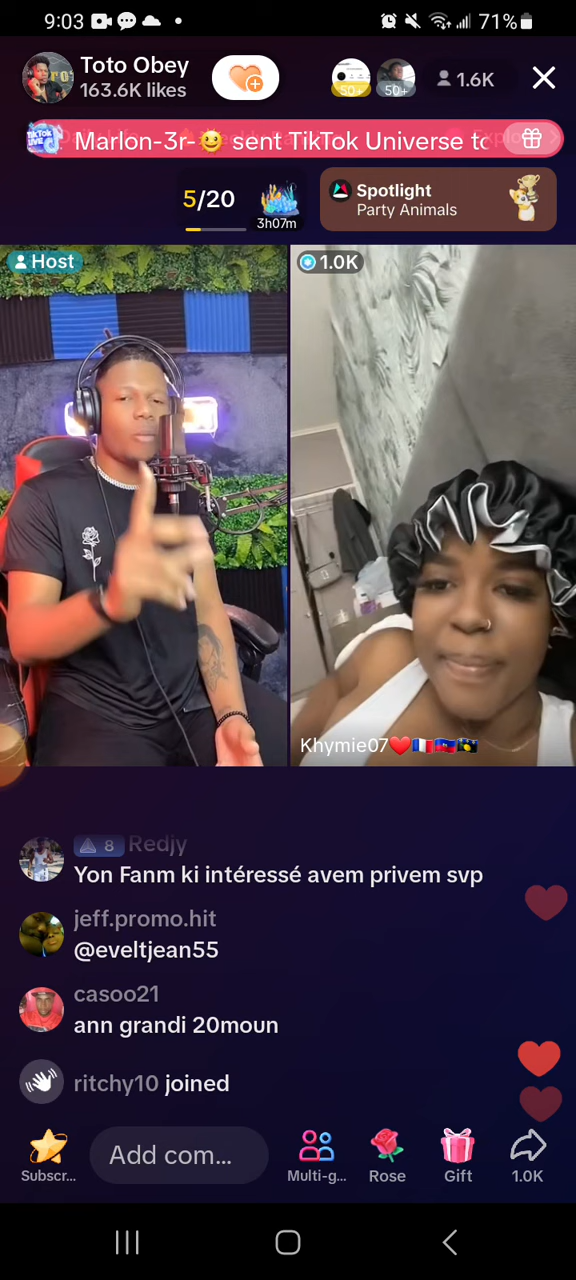 9:03
71%
Toto Obey
163.6K likes
50+
50+
1.6K
TikTok LIVE
Marlon-3r-🙂 sent TikTok Universe to
5/20
3h07m
Spotlight
Party Animals
Host
1.0K
Khymie07❤️🇫🇷🇭🇹🇬🇵
8 Redjy
Yon Fanm ki intéressé avem privem svp
jeff.promo.hit
@eveltjean55
casoo21
ann grandi 20moun
ritchy10 joined
Add com...
Subscr...
Multi-g...
Rose
Gift
1.0K